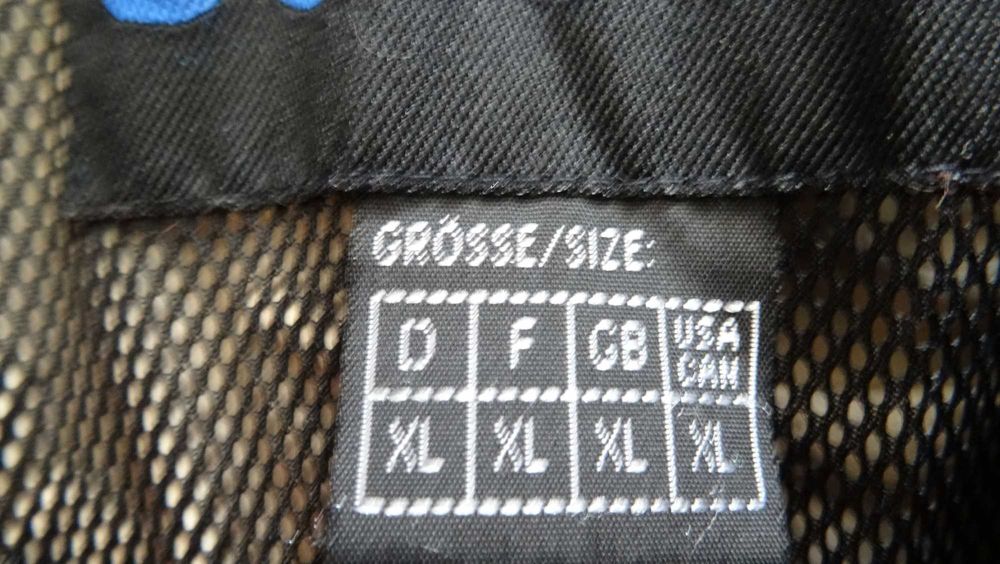 GRÖSSE/SIZE:
D F GB USA CAN
XL XL XL XL